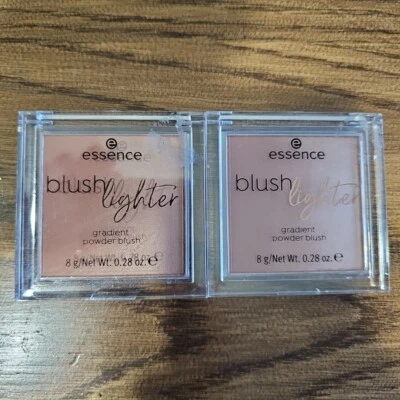 essence
blush
lighter
gradient
powder blush
8 g/Net Wt. 0.28 oz. ℮
essence
blush
lighter
gradient
powder blush
8 g/Net Wt. 0.28 oz. ℮